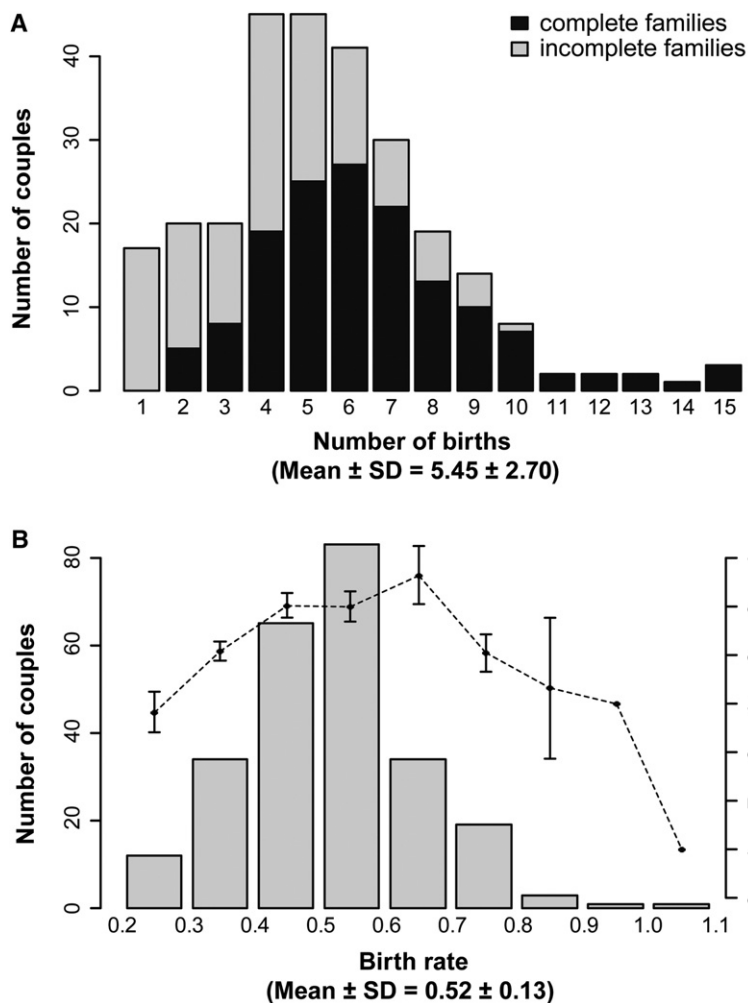 A
complete families
incomplete families
Number of couples
40
30
20
10
0
1 2 3 4 5 6 7 8 9 10 11 12 13 14 15
Number of births
(Mean ± SD = 5.45 ± 2.70)
B
Number of couples
80
60
40
20
0
0.2 0.3 0.4 0.5 0.6 0.7 0.8 0.9 1.0 1.1
Birth rate
(Mean ± SD = 0.52 ± 0.13)